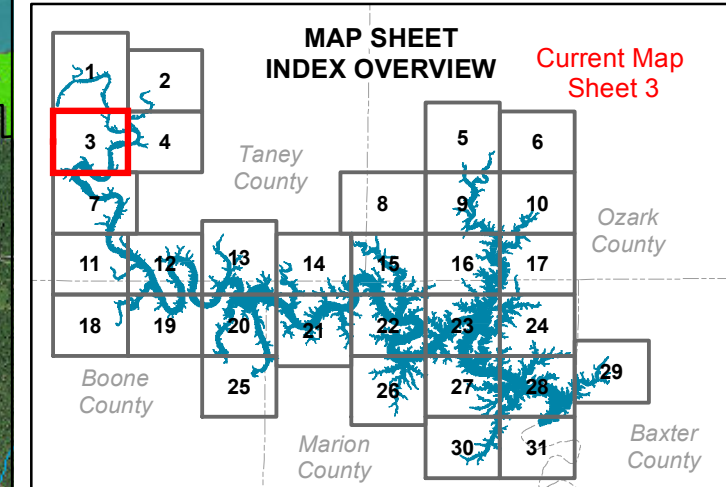 MAP SHEET
INDEX OVERVIEW
Current Map
Sheet 3
1
2
3
4
5
6
Taney
County
7
8
9
10
Ozark
County
11
12
13
14
15
16
17
18
19
20
21
22
23
24
Boone
County
25
26
27
28
29
Marion
County
30
31
Baxter
County